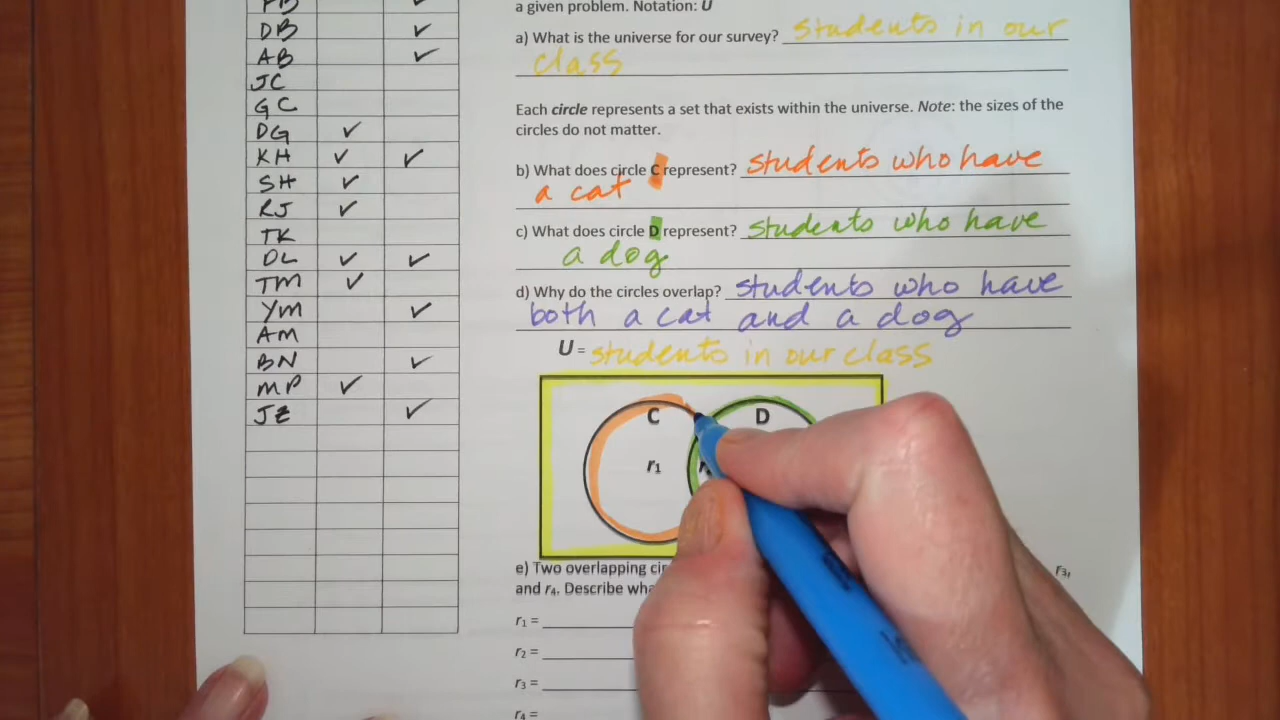 DB
AB
JC
GC
DG
KH
SH
RJ
TK
DL
TM
YM
AM
BN
MP
JZ
a given problem. Notation: U
a) What is the universe for our survey? students in our
class
Each circle represents a set that exists within the universe. Note: the sizes of the
circles do not matter.
b) What does circle C represent? students who have
a cat
c) What does circle D represent? students who have
a dog
d) Why do the circles overlap? students who have
both a cat and a dog
U = students in our class
C D
r1
e) Two overlapping cir r3,
and r4. Describe wha
r1 =
r2 =
r3 =
r4 =